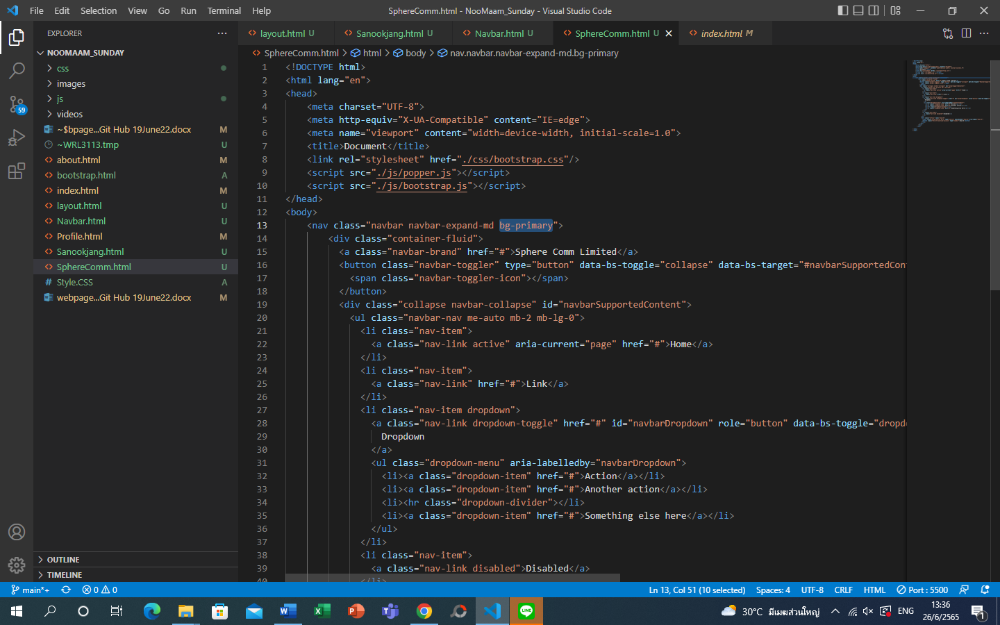 File Edit Selection View Go Run Terminal Help
SphereComm.html - NooMaam_Sunday - Visual Studio Code
EXPLORER
NOOMAAM_SUNDAY
css
images
js
videos
~$bpage...Git Hub 19June22.docx M
~WRL3113.tmp U
about.html M
bootstrap.html A
index.html M
layout.html U
Navbar.html U
Profile.html M
Sanookjang.html U
SphereComm.html U
Style.CSS A
webpage...Git Hub 19June22.docx M
OUTLINE
TIMELINE
59
layout.html U Sanookjang.html U Navbar.html U SphereComm.html U index.html M
SphereComm.html > html > body > nav.navbar.navbar-expand-md.bg-primary
1 <!DOCTYPE html>
2 <html lang="en">
3 <head>
4 <meta charset="UTF-8">
5 <meta http-equiv="X-UA-Compatible" content="IE=edge">
6 <meta name="viewport" content="width=device-width, initial-scale=1.0">
7 <title>Document</title>
8 <link rel="stylesheet" href="./css/bootstrap.css"/>
9 <script src="./js/popper.js"></script>
10 <script src="./js/bootstrap.js"></script>
11 </head>
12 <body>
13 <nav class="navbar navbar-expand-md bg-primary">
14 <div class="container-fluid">
15 <a class="navbar-brand" href="#">Sphere Comm Limited</a>
16 <button class="navbar-toggler" type="button" data-bs-toggle="collapse" data-bs-target="#navbarSupportedCon
17 <span class="navbar-toggler-icon"></span>
18 </button>
19 <div class="collapse navbar-collapse" id="navbarSupportedContent">
20 <ul class="navbar-nav me-auto mb-2 mb-lg-0">
21 <li class="nav-item">
22 <a class="nav-link active" aria-current="page" href="#">Home</a>
23 </li>
24 <li class="nav-item">
25 <a class="nav-link" href="#">Link</a>
26 </li>
27 <li class="nav-item dropdown">
28 <a class="nav-link dropdown-toggle" href="#" id="navbarDropdown" role="button" data-bs-toggle="dropd
29 Dropdown
30 </a>
31 <ul class="dropdown-menu" aria-labelledby="navbarDropdown">
32 <li><a class="dropdown-item" href="#">Action</a></li>
33 <li><a class="dropdown-item" href="#">Another action</a></li>
34 <li><hr class="dropdown-divider"></li>
35 <li><a class="dropdown-item" href="#">Something else here</a></li>
36 </ul>
37 </li>
38 <li class="nav-item">
39 <a class="nav-link disabled">Disabled</a>
40 </li>
main*+ 0 0 Ln 13, Col 51 (10 selected) Spaces: 4 UTF-8 CRLF HTML Port : 5500
30°C มีเมฆส่วนใหญ่ ENG 13:36
26/6/2565
1